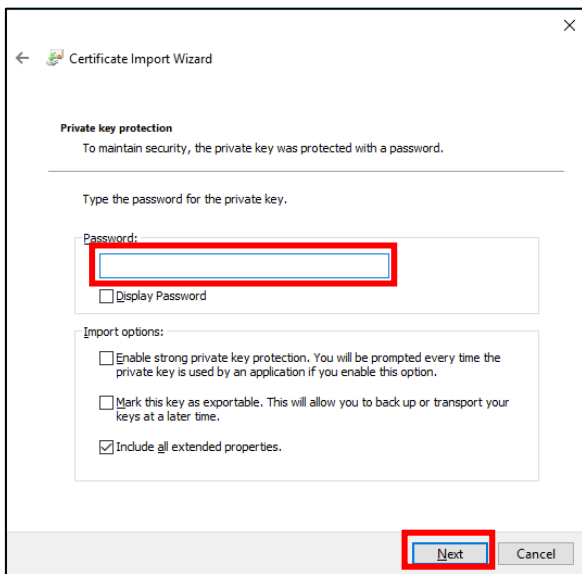 Certificate Import Wizard
Private key protection
To maintain security, the private key was protected with a password.
Type the password for the private key.
Password:
Display Password
Import options:
Enable strong private key protection. You will be prompted every time the
private key is used by an application if you enable this option.
Mark this key as exportable. This will allow you to back up or transport your
keys at a later time.
Include all extended properties.
Next Cancel